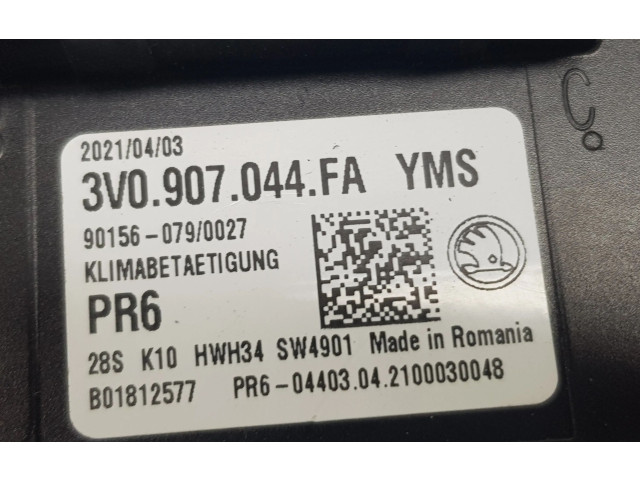 2021/04/03
3V0.907.044.FA YMS
90156-079/0027
KLIMABETAETIGUNG
PR6
28S K10 HWH34 SW4901 Made in Romania
B01812577 PR6-04403.04.2100030048